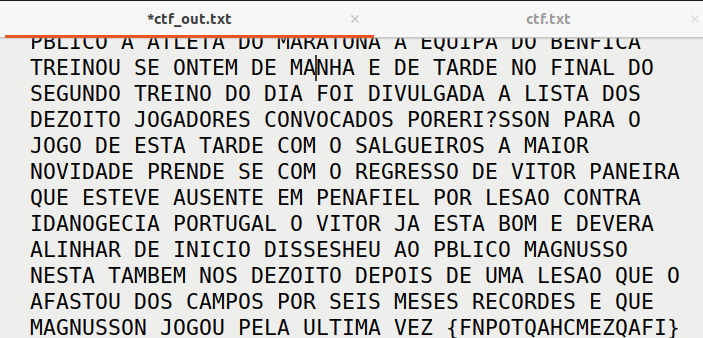 *ctf_out.txt × ctf.txt ×
PBLICO A ATLETA DO MARATONA A EQUIPA DO BENFICA
TREINOU SE ONTEM DE MANHA E DE TARDE NO FINAL DO
SEGUNDO TREINO DO DIA FOI DIVULGADA A LISTA DOS
DEZOITO JOGADORES CONVOCADOS PORERI?SSON PARA O
JOGO DE ESTA TARDE COM O SALGUEIROS A MAIOR
NOVIDADE PRENDE SE COM O REGRESSO DE VITOR PANEIRA
QUE ESTEVE AUSENTE EM PENAFIEL POR LESAO CONTRA
IDANOGECIA PORTUGAL O VITOR JA ESTA BOM E DEVERA
ALINHAR DE INICIO DISSESHEU AO PBLICO MAGNUSSO
NESTA TAMBEM NOS DEZOITO DEPOIS DE UMA LESAO QUE O
AFASTOU DOS CAMPOS POR SEIS MESES RECORDES E QUE
MAGNUSSON JOGOU PELA ULTIMA VEZ {FNPOTQAHCMEZQAFI}